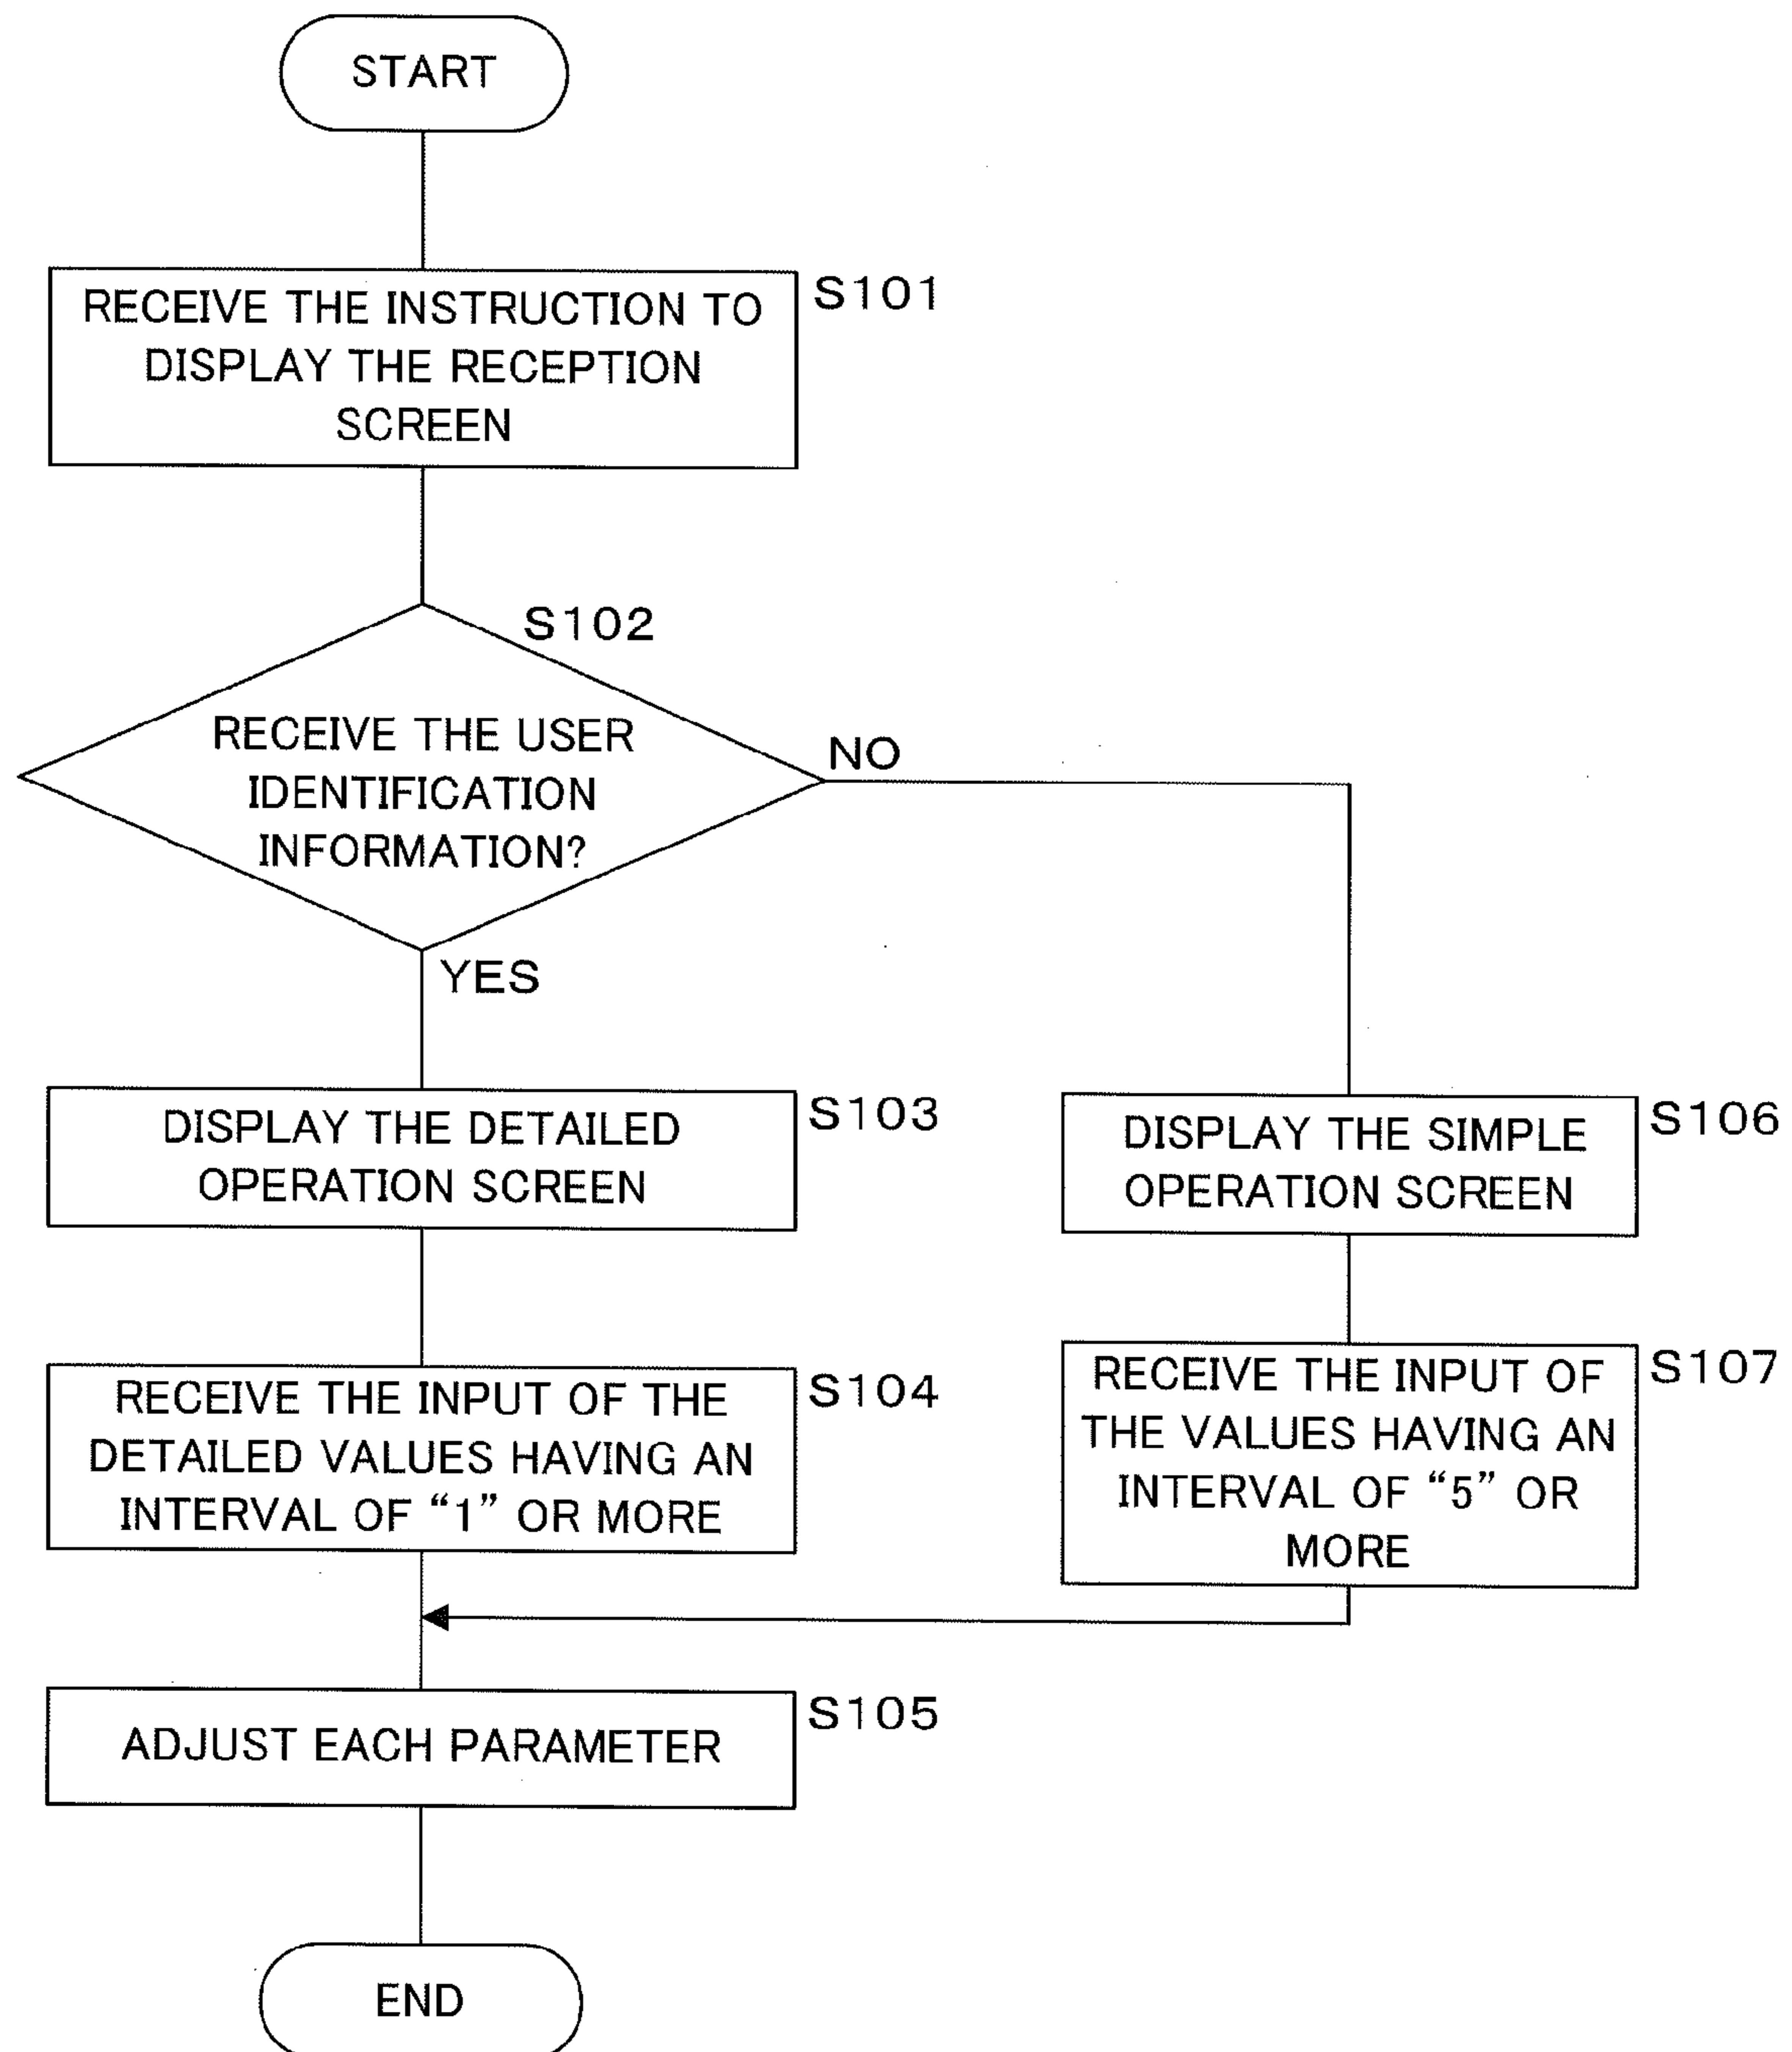 START
RECEIVE THE INSTRUCTION TO
DISPLAY THE RECEPTION
SCREEN
S101
S102
RECEIVE THE USER
IDENTIFICATION
INFORMATION?
NO
YES
DISPLAY THE DETAILED
OPERATION SCREEN
S103
DISPLAY THE SIMPLE
OPERATION SCREEN
S106
RECEIVE THE INPUT OF THE
DETAILED VALUES HAVING AN
INTERVAL OF “1” OR MORE
S104
RECEIVE THE INPUT OF
THE VALUES HAVING AN
INTERVAL OF “5” OR
MORE
S107
ADJUST EACH PARAMETER
S105
END